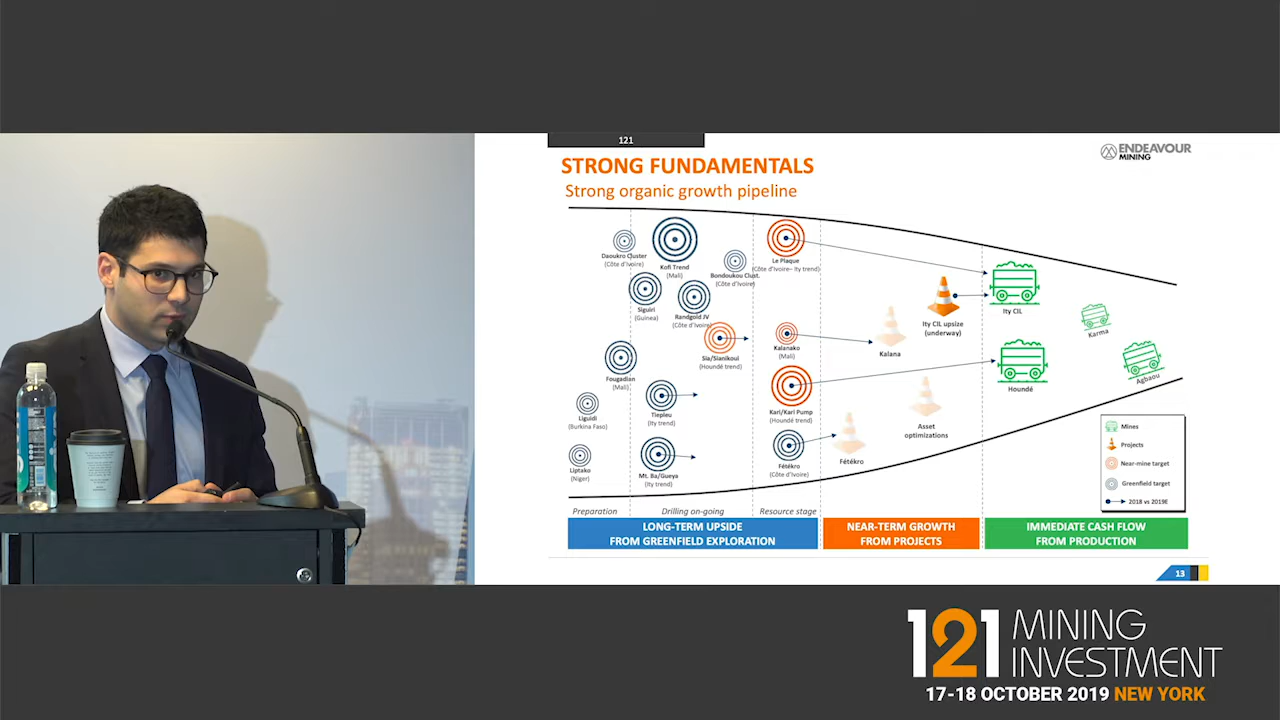 121
ENDEAVOUR
MINING
STRONG FUNDAMENTALS
Strong organic growth pipeline
Daoukro Cluster
(Côte d'Ivoire)
Kofi Trend
(Mali)
Bondoukou Clust.
(Côte d'Ivoire)
Le Plaque
(Côte d'Ivoire– Ity trend)
Siguiri
(Guinea)
Randgold JV
(Côte d'Ivoire)
Sia/Sianikoui
(Houndé trend)
Kalanako
(Mali)
Kalana
Ity CIL upsize
(underway)
Ity CIL
Karma
Fougadian
(Mali)
Houndé
Agbaou
Liguidi
(Burkina Faso)
Tiepleu
(Ity trend)
Kari/Kari Pump
(Houndé trend)
Asset
optimizations
Liptako
(Niger)
Mt. Ba/Gueya
(Ity trend)
Fétékro
(Côte d'Ivoire)
Fétékro
Mines
Projects
Near-mine target
Greenfield target
2018 vs 2019E
Preparation
Drilling on-going
Resource stage
LONG-TERM UPSIDE
FROM GREENFIELD EXPLORATION
NEAR-TERM GROWTH
FROM PROJECTS
IMMEDIATE CASH FLOW
FROM PRODUCTION
13
121 MINING
INVESTMENT
17-18 OCTOBER 2019 NEW YORK